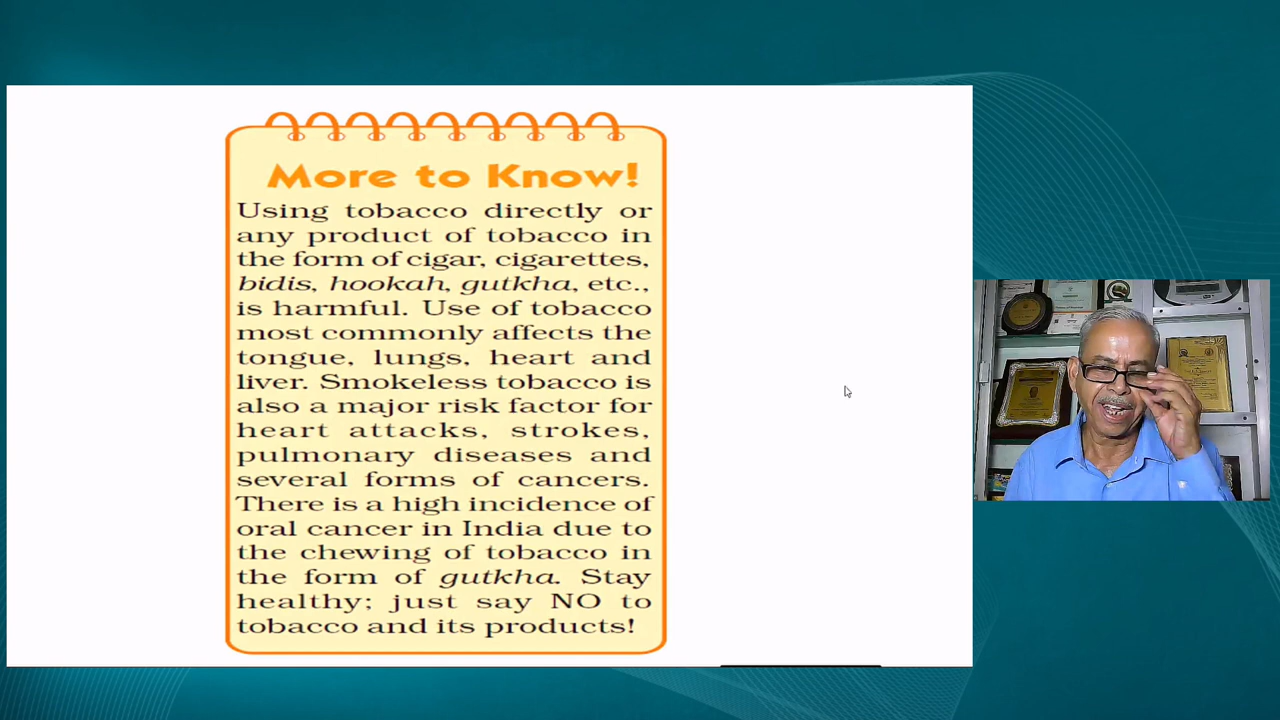 More to Know!
Using tobacco directly or
any product of tobacco in
the form of cigar, cigarettes,
bidis, hookah, gutkha, etc.,
is harmful. Use of tobacco
most commonly affects the
tongue, lungs, heart and
liver. Smokeless tobacco is
also a major risk factor for
heart attacks, strokes,
pulmonary diseases and
several forms of cancers.
There is a high incidence of
oral cancer in India due to
the chewing of tobacco in
the form of gutkha. Stay
healthy; just say NO to
tobacco and its products!